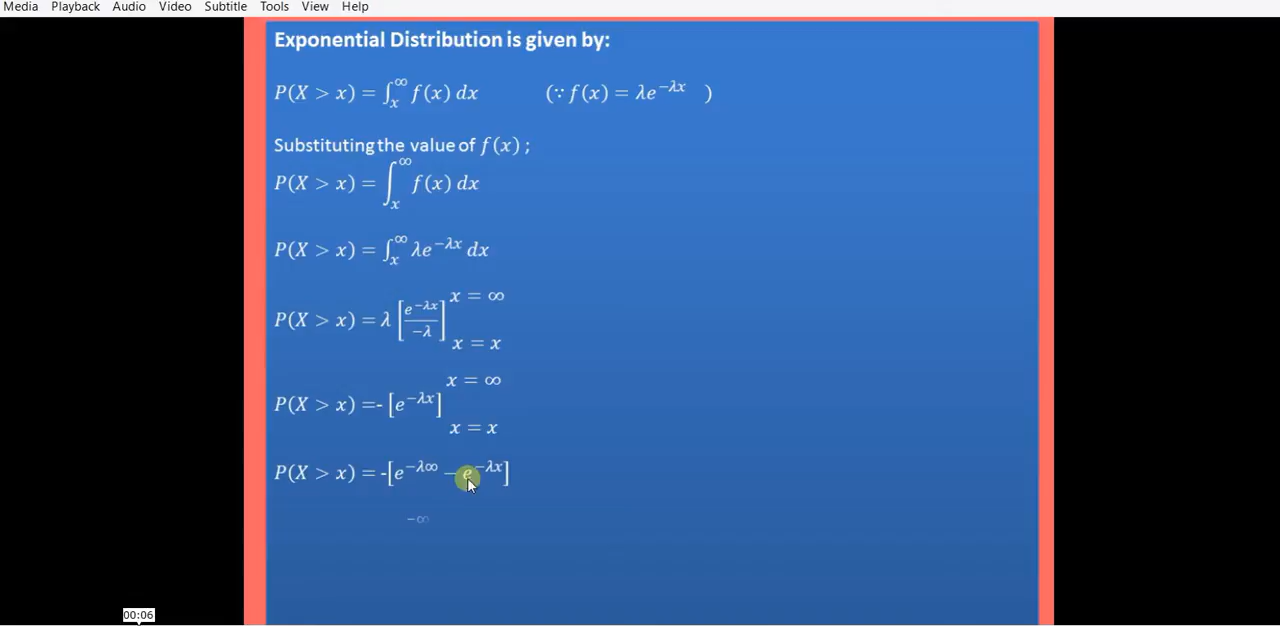 Media Playback Audio Video Subtitle Tools View Help
Exponential Distribution is given by:
P(X > x) = ∫ₓ^∞ f(x) dx (∵ f(x) = λe^−λx )
Substituting the value of f(x) ;
P(X > x) = ∫ₓ^∞ f(x) dx
P(X > x) = ∫ₓ^∞ λe^−λx dx
P(X > x) = λ [e^−λx / −λ] x = ∞ x = x
P(X > x) =- [e^−λx] x = ∞ x = x
P(X > x) = -[e^−λ∞ − e^−λx]
−∞
00:06